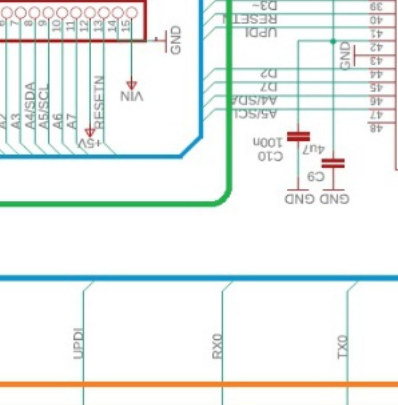 7
8
9
10
11
12
13
14
15
A2
A3
A4/SDA
A5/SCL
A6
A7
+5V
RESETN
VIN
GND
D3~
RESETN
UPDI
D2
D7
A4/SDA
A5/SCL
39
40
41
42
43
44
45
46
47
48
GND
100n
C10
4u7
C9
GND
GND
UPDI
RX0
TX0